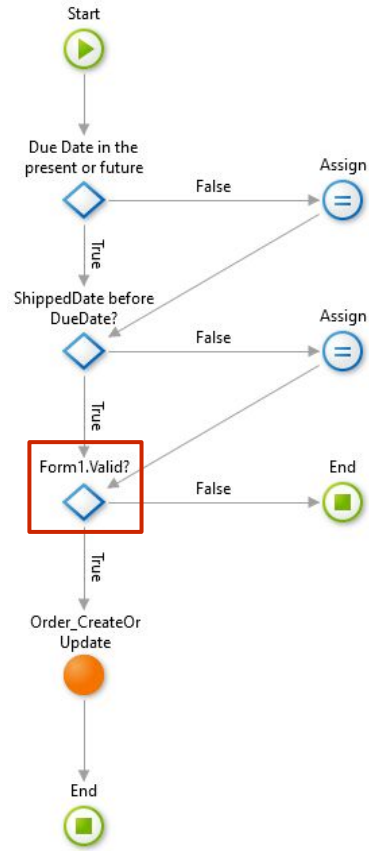 Start
Due Date in the
present or future
False
Assign
True
ShippedDate before
DueDate?
False
Assign
True
Form1.Valid?
False
End
True
Order_CreateOr
Update
End